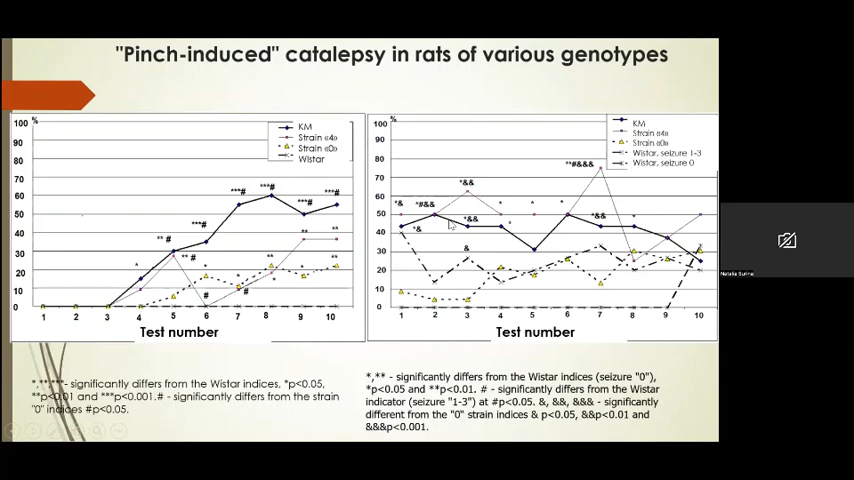 "Pinch-induced" catalepsy in rats of various genotypes
%
100
90
80
70
60
50
40
30
20
10
0
1 2 3 4 5 6 7 8 9 10
Test number
KM
Strain «4»
Strain «0»
Wistar
* ** # ** # ***# # ***# * * # ***# ** * ***# ** * ***# ** **
%
100
90
80
70
60
50
40
30
20
10
0
1 2 3 4 5 6 7 8 9 10
Test number
KM
Strain «4»
Strain «0»
Wistar, seizure 1-3
Wistar, seizure 0
*& *& *#&& *&& *&& & * * * * **#&&& *&& *
*,**,***- significantly differs from the Wistar indices, *p<0.05,
**p<0.01 and ***p<0.001.# - significantly differs from the strain
"0" indices #p<0.05.
*,** - significantly differs from the Wistar indices (seizure "0"),
*p<0.05 and **p<0.01. # - significantly differs from the Wistar
indicator (seizure "1-3") at #p<0.05. &, &&, &&& - significantly
different from the "0" strain indices & p<0.05, &&p<0.01 and
&&&p<0.001.